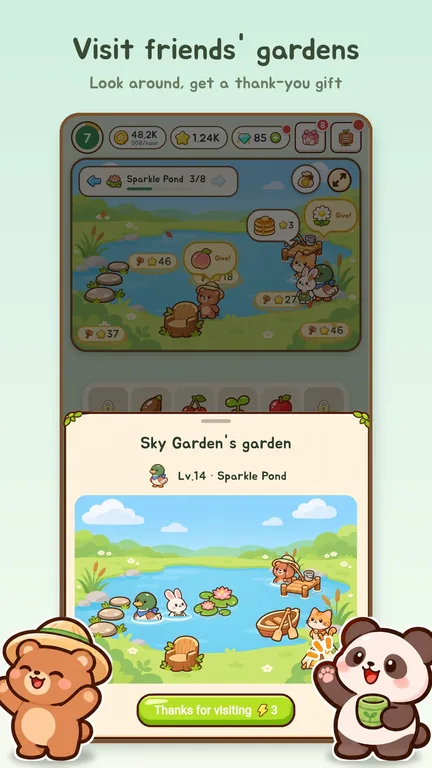 Visit friends' gardens
Look around, get a thank-you gift
7
48.2K
508/hour
1.24K
85
8
Sparkle Pond 3/8
Give!
3
46
Give!
18
27
37
46
Sky Garden's garden
Lv.14 · Sparkle Pond
Thanks for visiting ⚡3